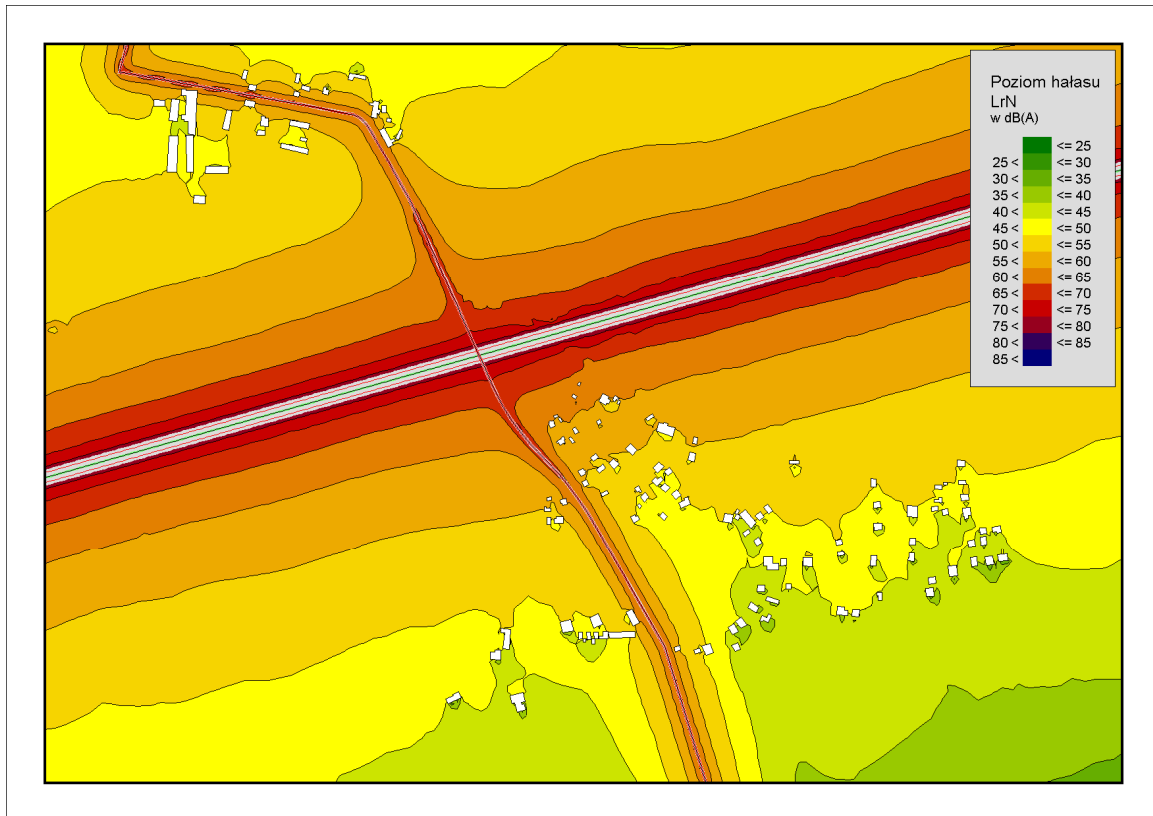 Poziom hałasu
LrN
w dB(A)
<= 25
25 < <= 30
30 < <= 35
35 < <= 40
40 < <= 45
45 < <= 50
50 < <= 55
55 < <= 60
60 < <= 65
65 < <= 70
70 < <= 75
75 < <= 80
80 < <= 85
85 <